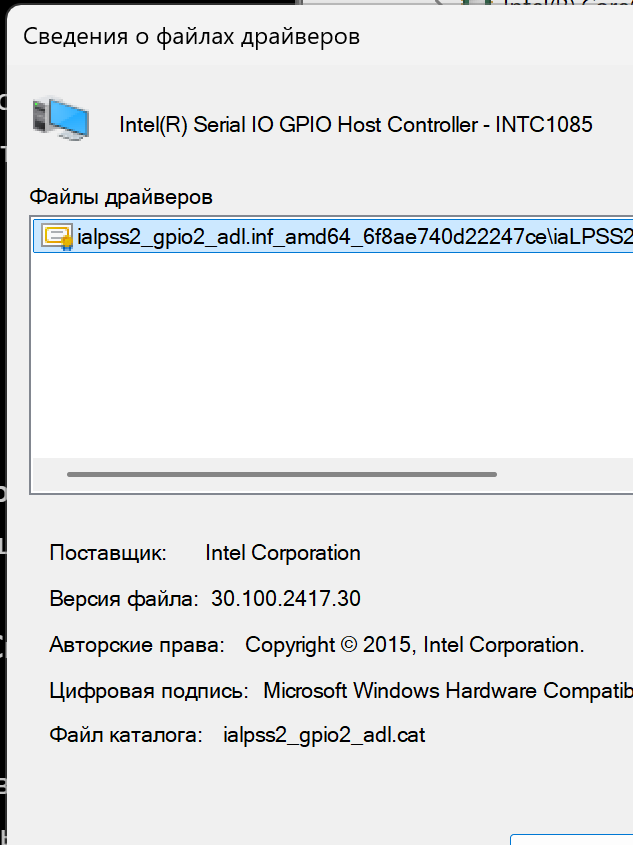 Сведения о файлах драйверов
Intel(R) Serial IO GPIO Host Controller - INTC1085
Файлы драйверов
ialpss2_gpio2_adl.inf_amd64_6f8ae740d22247ce\iaLPSS2
Поставщик: Intel Corporation
Версия файла: 30.100.2417.30
Авторские права: Copyright © 2015, Intel Corporation.
Цифровая подпись: Microsoft Windows Hardware Compatib
Файл каталога: ialpss2_gpio2_adl.cat